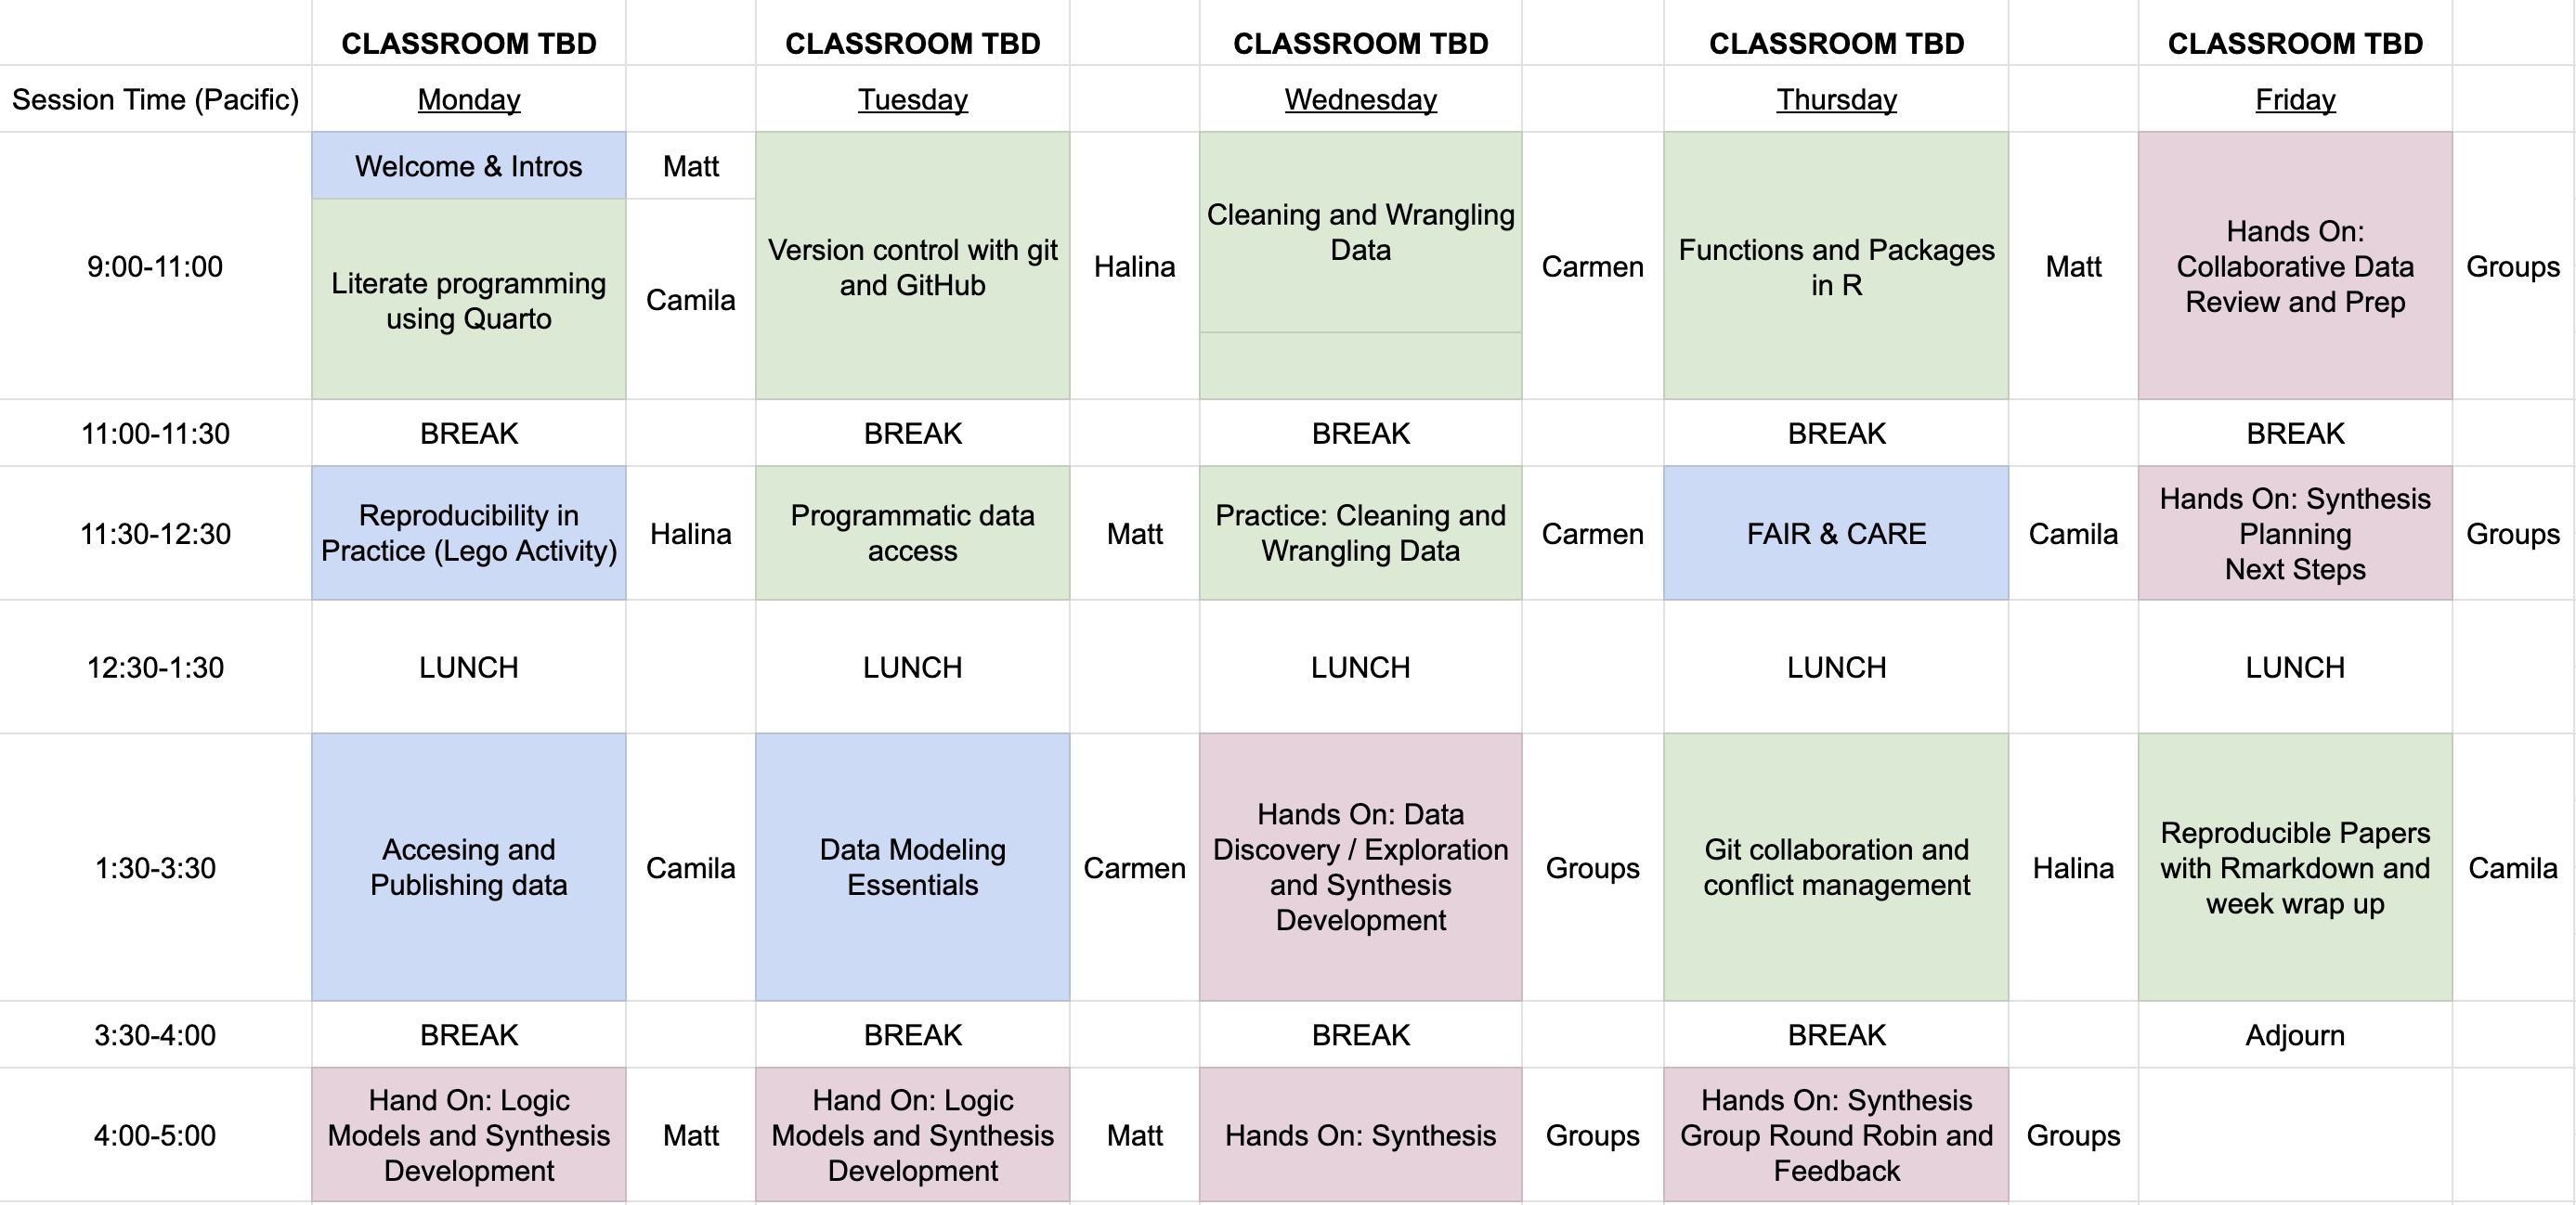 CLASSROOM TBD CLASSROOM TBD CLASSROOM TBD CLASSROOM TBD CLASSROOM TBD
Session Time (Pacific) Monday Tuesday Wednesday Thursday Friday
9:00-11:00
Welcome & Intros
Matt
Literate programming
using Quarto
Camila
Version control with git
and GitHub
Halina
Cleaning and Wrangling
Data
Carmen
Functions and Packages
in R
Matt
Hands On:
Collaborative Data
Review and Prep
Groups
11:00-11:30 BREAK BREAK BREAK BREAK BREAK
11:30-12:30
Reproducibility in
Practice (Lego Activity)
Halina
Programmatic data
access
Matt
Practice: Cleaning and
Wrangling Data
Carmen
FAIR & CARE
Camila
Hands On: Synthesis
Planning
Next Steps
Groups
12:30-1:30 LUNCH LUNCH LUNCH LUNCH LUNCH
1:30-3:30
Accesing and
Publishing data
Camila
Data Modeling
Essentials
Carmen
Hands On: Data
Discovery / Exploration
and Synthesis
Development
Groups
Git collaboration and
conflict management
Halina
Reproducible Papers
with Rmarkdown and
week wrap up
Camila
3:30-4:00 BREAK BREAK BREAK BREAK Adjourn
4:00-5:00
Hand On: Logic
Models and Synthesis
Development
Matt
Hand On: Logic
Models and Synthesis
Development
Matt
Hands On: Synthesis
Groups
Hands On: Synthesis
Group Round Robin and
Feedback
Groups